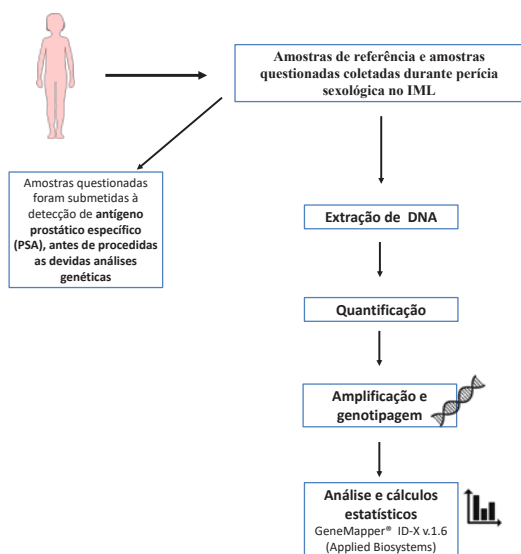 Amostras de referência e amostras
questionadas coletadas durante perícia
sexológica no IML
Amostras questionadas
foram submetidas à
detecção de antígeno
prostático específico
(PSA), antes de procedidas
as devidas análises
genéticas
Extração de DNA
Quantificação
Amplificação e
genotipagem
Análise e cálculos
estatísticos
GeneMapper® ID-X v.1.6
(Applied Biosystems)